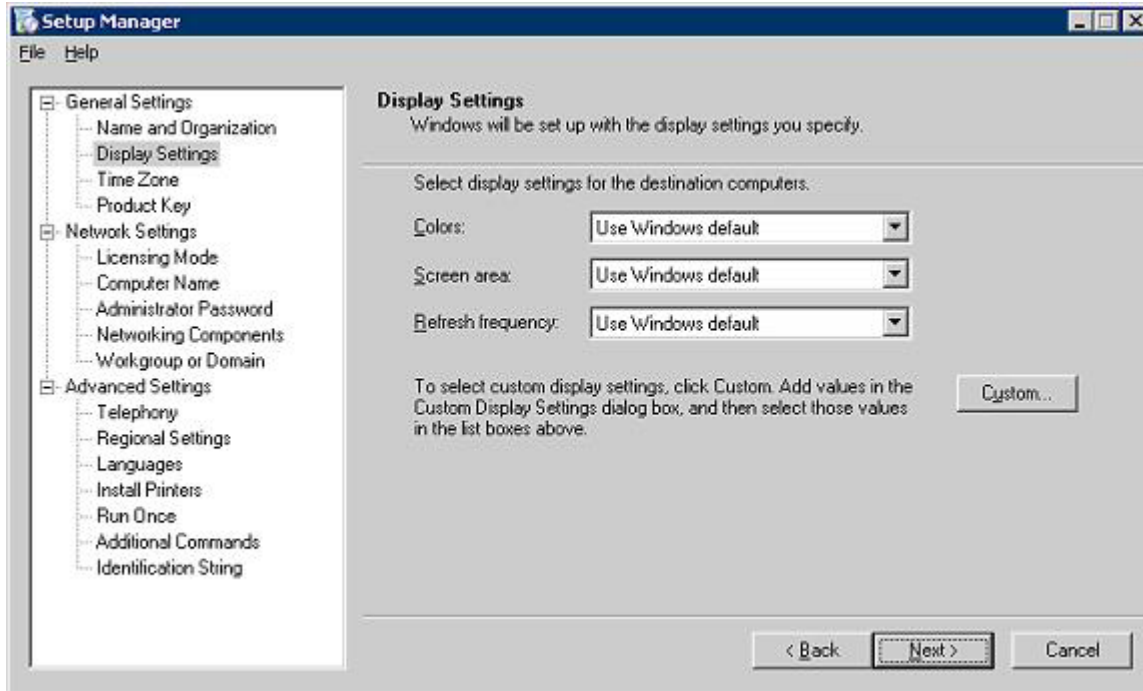 Setup Manager
File Help
General Settings
Name and Organization
Display Settings
Time Zone
Product Key
Network Settings
Licensing Mode
Computer Name
Administrator Password
Networking Components
Workgroup or Domain
Advanced Settings
Telephony
Regional Settings
Languages
Install Printers
Run Once
Additional Commands
Identification String
Display Settings
Windows will be set up with the display settings you specify.
Select display settings for the destination computers.
Colors: Use Windows default
Screen area: Use Windows default
Refresh frequency: Use Windows default
To select custom display settings, click Custom. Add values in the
Custom Display Settings dialog box, and then select those values
in the list boxes above.
Custom...
< Back Next > Cancel